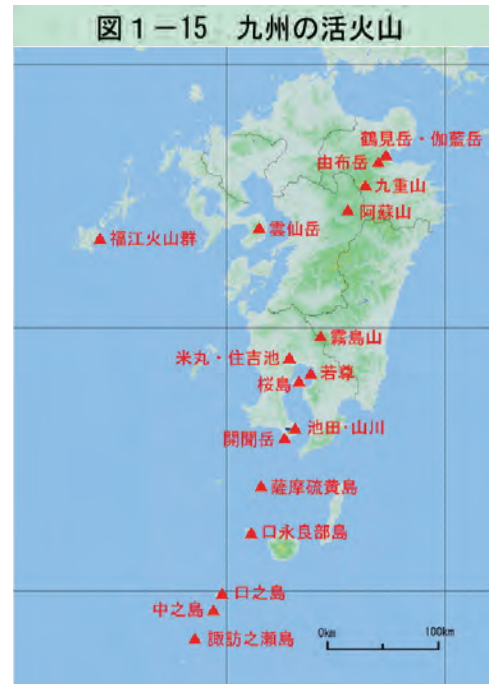 図1-15 九州の活火山
鶴見岳・伽藍岳
由布岳
九重山
阿蘇山
雲仙岳
福江火山群
霧島山
米丸・住吉池
若尊
桜島
池田・山川
開聞岳
薩摩硫黄島
口永良部島
口之島
中之島
諏訪之瀬島
0km 100km